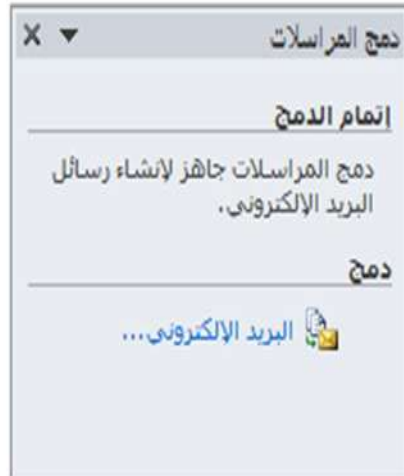 دمج المراسلات
إتمام الدمج
دمج المراسلات جاهز لإنشاء رسائل
البريد الإلكتروني.
دمج
البريد الإلكتروني...